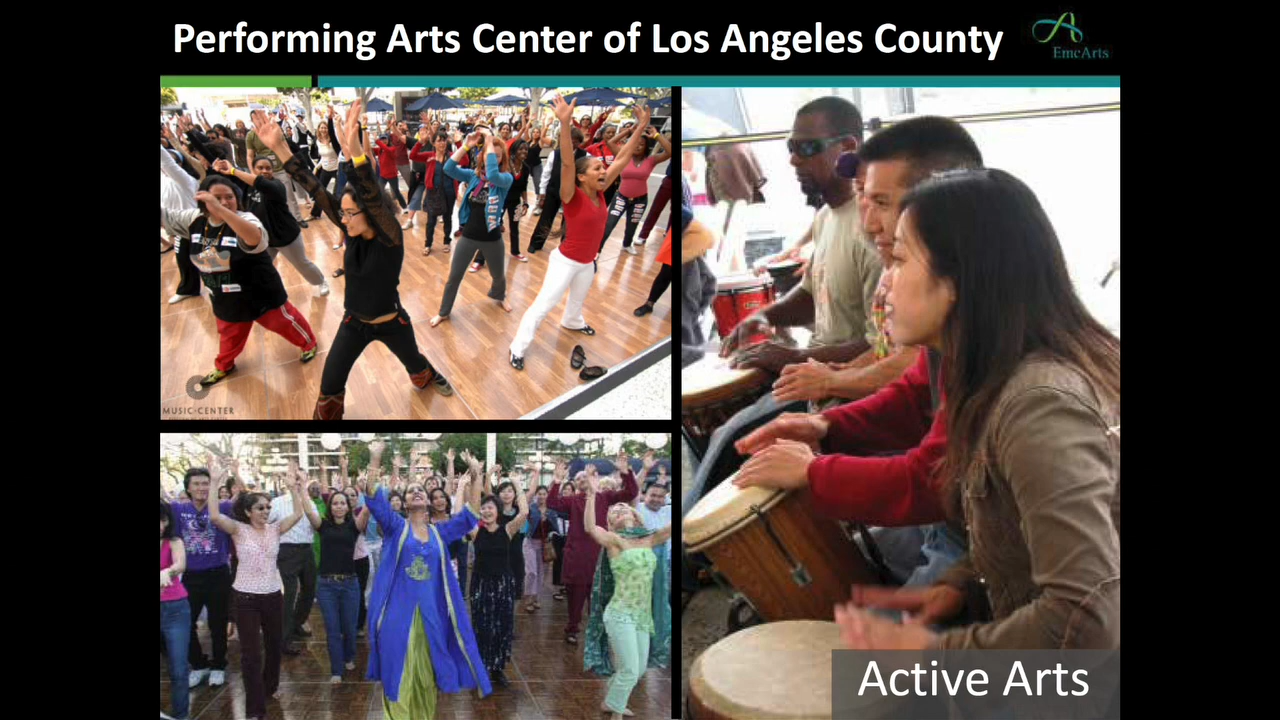 Performing Arts Center of Los Angeles County
EmcArts
MUSIC CENTER
Active Arts